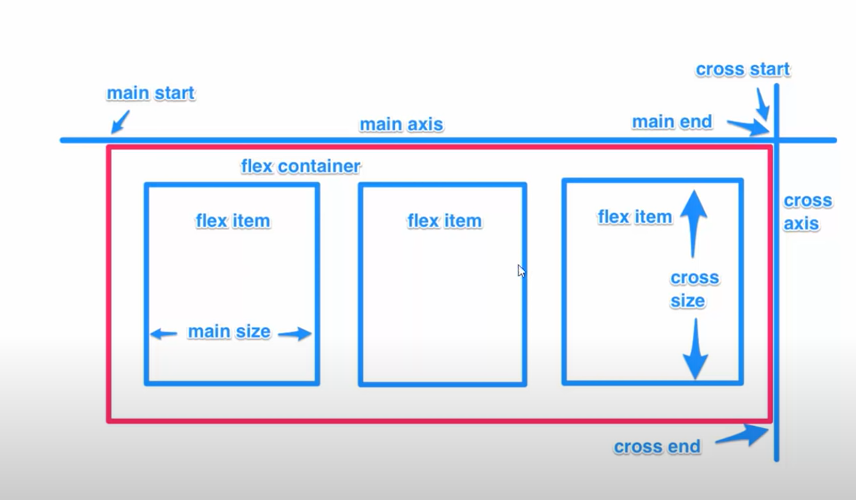 cross start
main start
main axis
main end
flex container
cross
axis
flex item
flex item
flex item
cross
size
main size
cross end